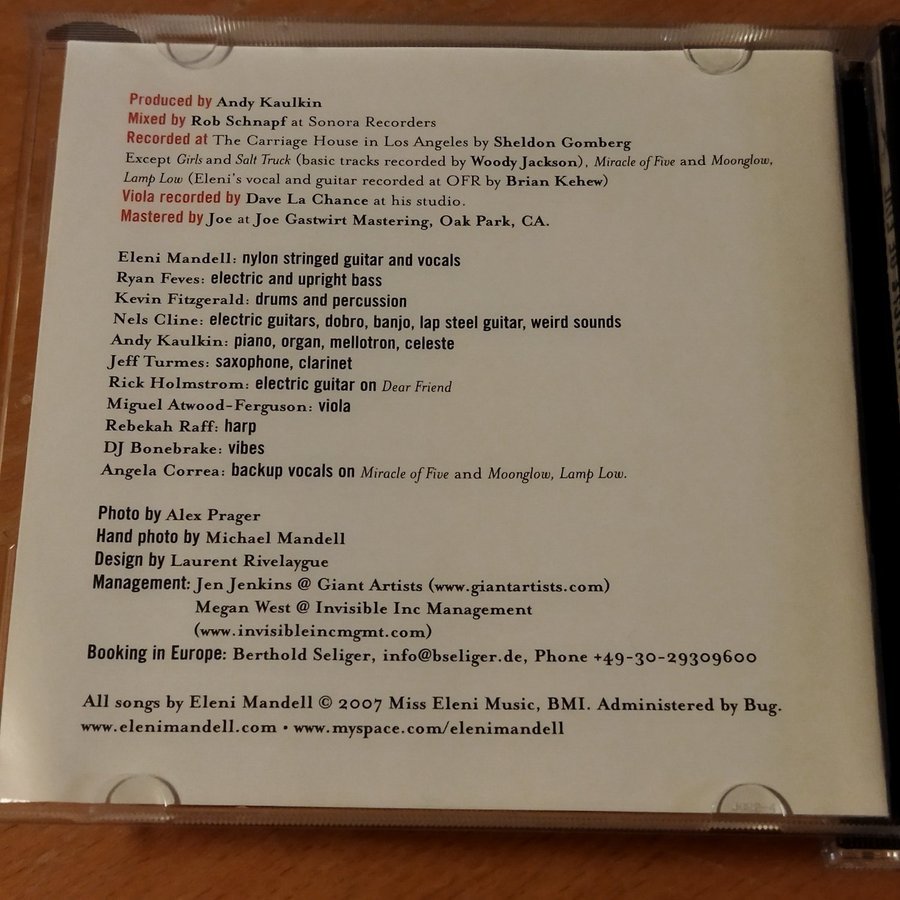 Produced by Andy Kaulkin
Mixed by Rob Schnapf at Sonora Recorders
Recorded at The Carriage House in Los Angeles by Sheldon Gomberg
Except Girls and Salt Truck (basic tracks recorded by Woody Jackson), Miracle of Five and Moonglow,
Lamp Low (Eleni's vocal and guitar recorded at OFR by Brian Kehew)
Viola recorded by Dave La Chance at his studio.
Mastered by Joe at Joe Gastwirt Mastering, Oak Park, CA.
Eleni Mandell: nylon stringed guitar and vocals
Ryan Feves: electric and upright bass
Kevin Fitzgerald: drums and percussion
Nels Cline: electric guitars, dobro, banjo, lap steel guitar, weird sounds
Andy Kaulkin: piano, organ, mellotron, celeste
Jeff Turmes: saxophone, clarinet
Rick Holmstrom: electric guitar on Dear Friend
Miguel Atwood-Ferguson: viola
Rebekah Raff: harp
DJ Bonebrake: vibes
Angela Correa: backup vocals on Miracle of Five and Moonglow, Lamp Low.
Photo by Alex Prager
Hand photo by Michael Mandell
Design by Laurent Rivelaygue
Management: Jen Jenkins @ Giant Artists (www.giantartists.com)
Megan West @ Invisible Inc Management
(www.invisibleincmgmt.com)
Booking in Europe: Berthold Seliger, info@bseliger.de, Phone +49-30-29309600
All songs by Eleni Mandell © 2007 Miss Eleni Music, BMI. Administered by Bug.
www.elenimandell.com • www.myspace.com/elenimandell